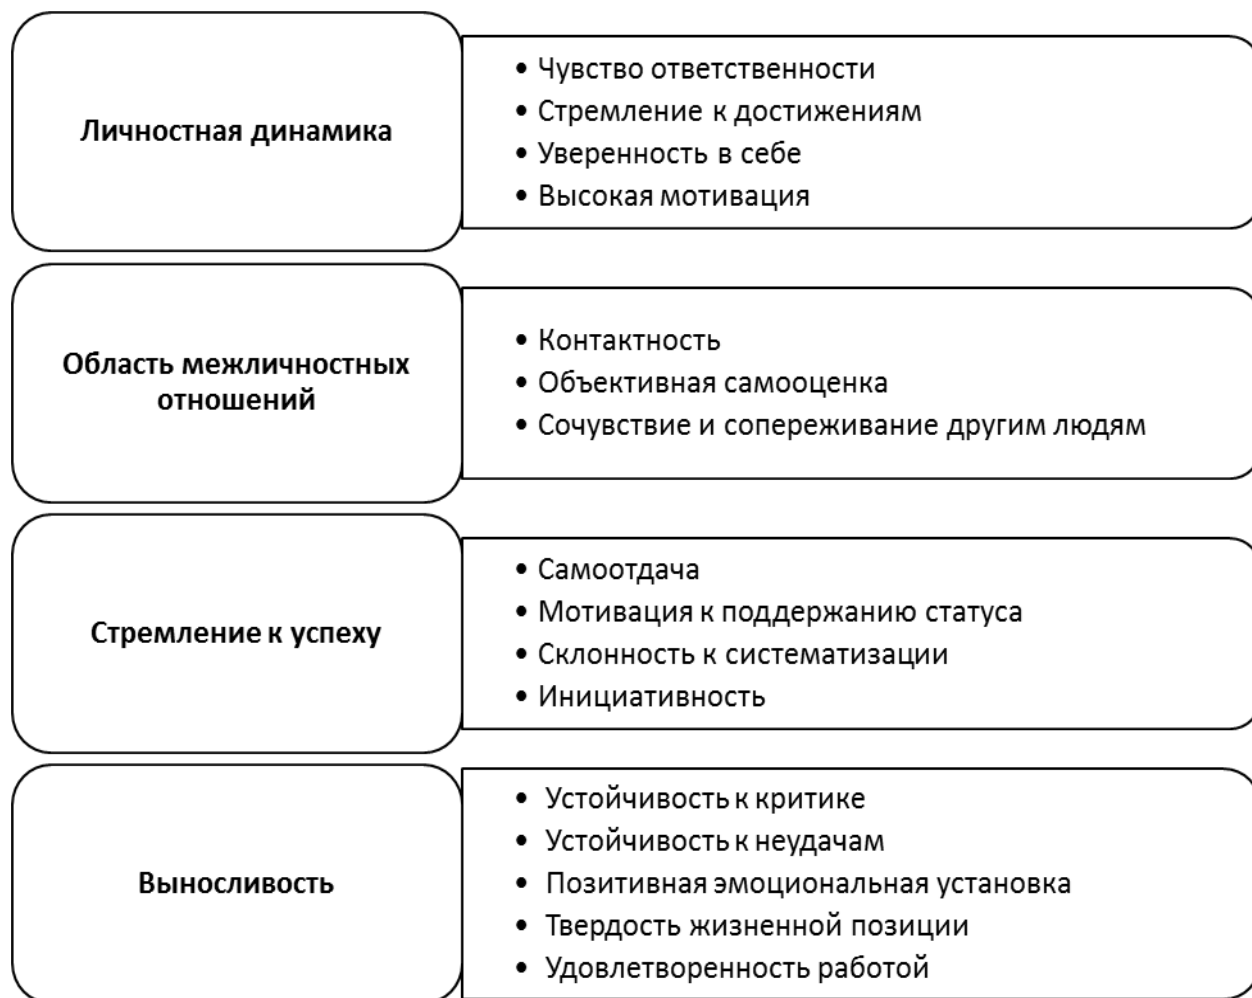 Личностная динамика
• Чувство ответственности
• Стремление к достижениям
• Уверенность в себе
• Высокая мотивация
Область межличностных
отношений
• Контактность
• Объективная самооценка
• Сочувствие и сопереживание другим людям
Стремление к успеху
• Самоотдача
• Мотивация к поддержанию статуса
• Склонность к систематизации
• Инициативность
Выносливость
• Устойчивость к критике
• Устойчивость к неудачам
• Позитивная эмоциональная установка
• Твердость жизненной позиции
• Удовлетворенность работой